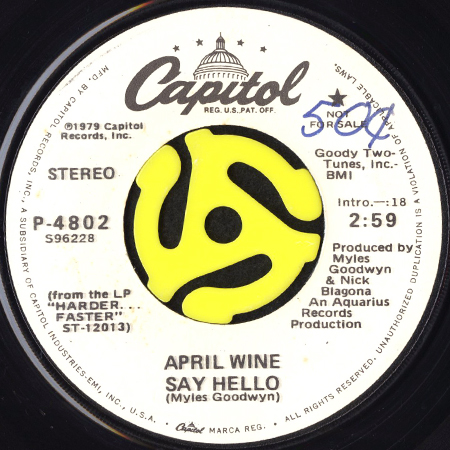 Capitol
REG. U.S. PAT. OFF.
50¢
NOT
FOR SALE
℗1979 Capitol
Records, Inc.
STEREO
P-4802
S96228
(from the LP
"HARDER. . .
FASTER"
ST-12013)
Goody Two-
Tunes, Inc.-
BMI
Intro.—:18
2:59
Produced by
Myles
Goodwyn
& Nick
Blagona
An Aquarius
Records
Production
APRIL WINE
SAY HELLO
(Myles Goodwyn)
MFD. BY CAPITOL RECORDS, INC., A SUBSIDIARY OF CAPITOL INDUSTRIES-EMI, INC., U.S.A. • Capitol MARCA REG. • ALL RIGHTS RESERVED. UNAUTHORIZED DUPLICATION IS A VIOLATION OF APPLICABLE LAWS.